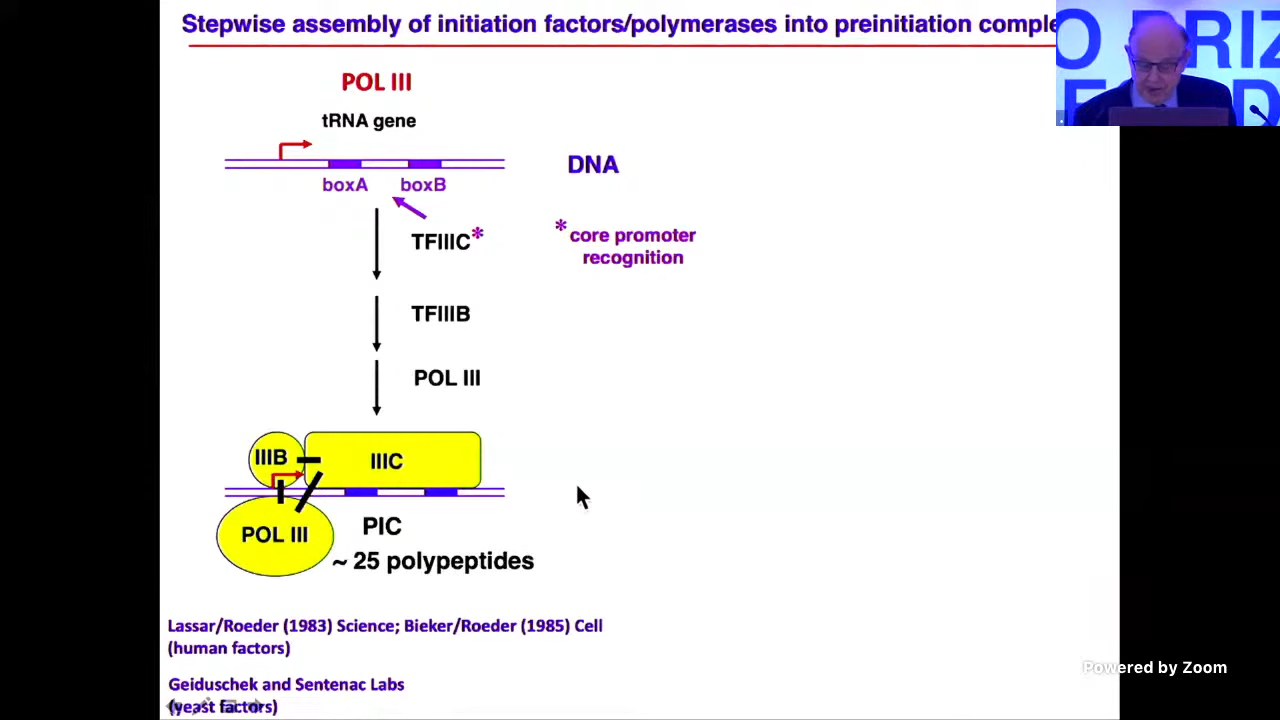 Stepwise assembly of initiation factors/polymerases into preinitiation comple
POL III
tRNA gene
boxA boxB
DNA
TFIIIC*
* core promoter
recognition
TFIIIB
POL III
IIIB
IIIC
POL III
PIC
~ 25 polypeptides
Lassar/Roeder (1983) Science; Bieker/Roeder (1985) Cell
(human factors)
Geiduschek and Sentenac Labs
(yeast factors)
Powered by Zoom